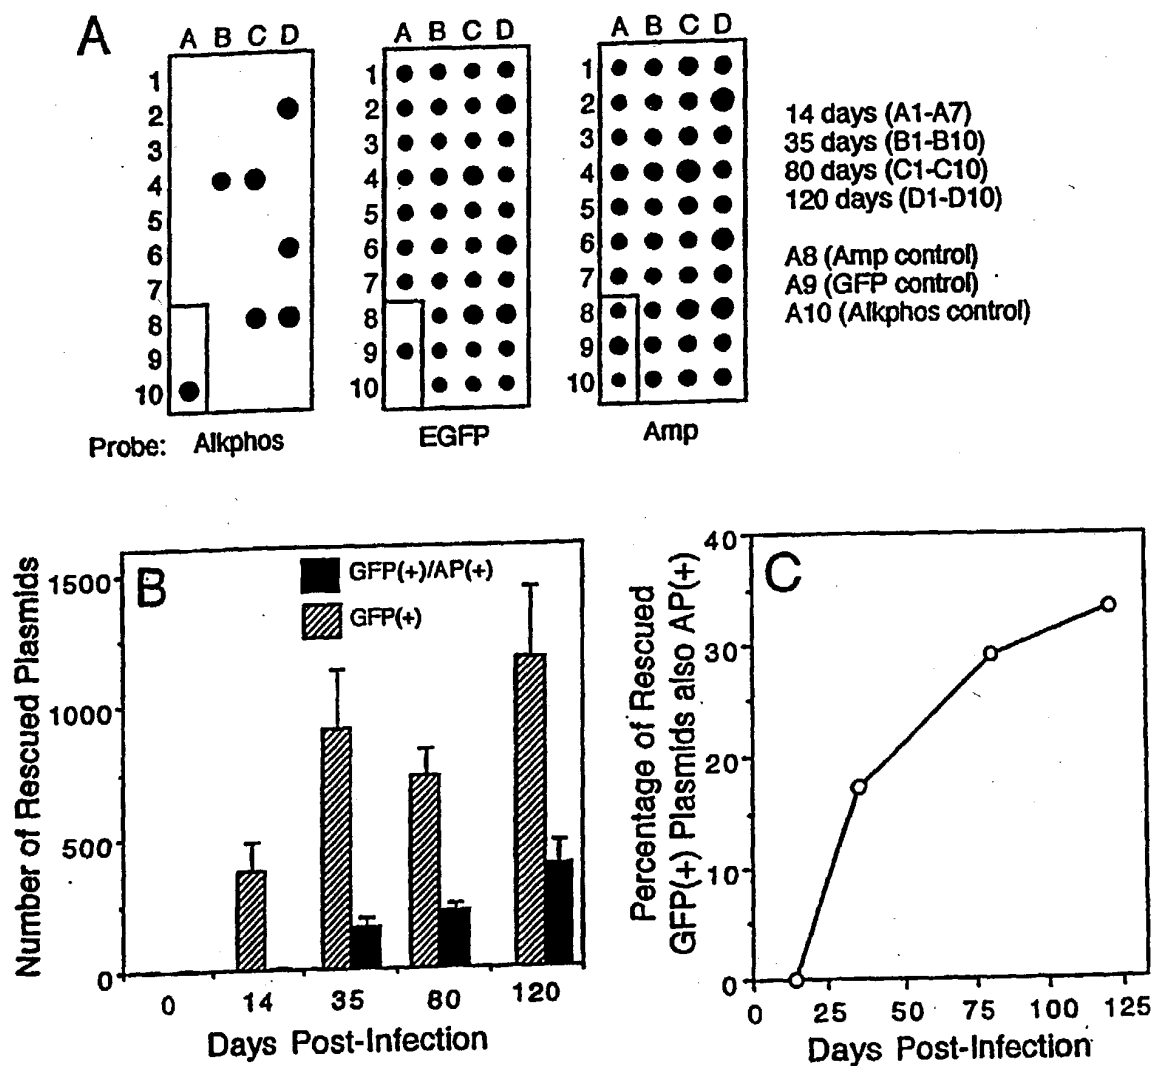 A
A B C D
1
2
3
4
5
6
7
8
9
10
A B C D
1
2
3
4
5
6
7
8
9
10
A B C D
1
2
3
4
5
6
7
8
9
10
Probe: Alkphos
EGFP
Amp
14 days (A1-A7)
35 days (B1-B10)
80 days (C1-C10)
120 days (D1-D10)
A8 (Amp control)
A9 (GFP control)
A10 (Alkphos control)
B
GFP(+)/AP(+)
GFP(+)
Number of Rescued Plasmids
1500
1000
500
0
0 14 35 80 120
Days Post-Infection
C
Percentage of Rescued
GFP(+) Plasmids also AP(+)
40
30
20
10
0
0 25 50 75 100 125
Days Post-Infection